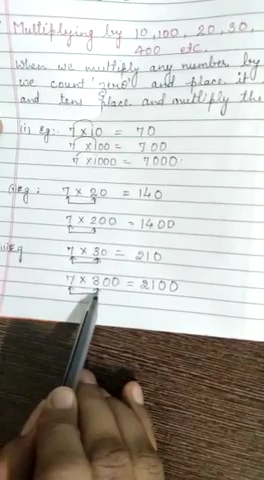 Multiplying by 10, 100, 20, 30,
400 etc.
When we multiply any number by
we count 'zero' and place it
and tens place and multiply the
(i) Eg:- 7 × 10 = 70
7 × 100 = 700
7 × 1000 = 7000.
Eg: 7 × 20 = 140
7 × 200 = 1400
Eg 7 × 30 = 210
7 × 300 = 2100